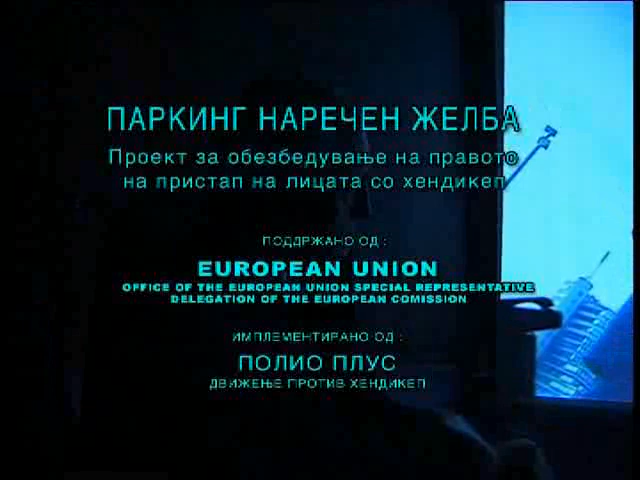 ПАРКИНГ НАРЕЧЕН ЖЕЛБА
Проект за обезбедување на правото
на пристап на лицата со хендикеп
ПОДДРЖАНО ОД :
EUROPEAN UNION
OFFICE OF THE EUROPEAN UNION SPECIAL REPRESENTATIVE
DELEGATION OF THE EUROPEAN COMISSION
ИМПЛЕМЕНТИРАНО ОД :
ПОЛИО ПЛУС
ДВИЖЕЊЕ ПРОТИВ ХЕНДИКЕП